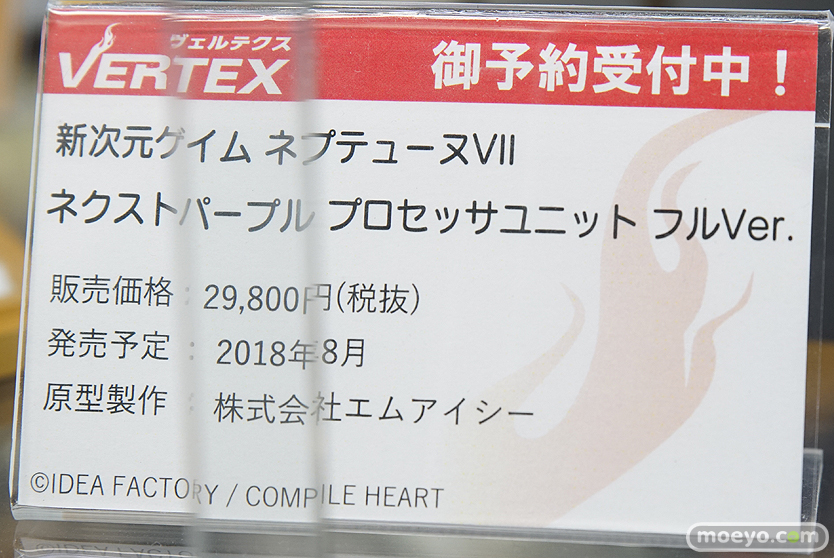 ヴェルテクス
VERTEX 御予約受付中！
新次元ゲイム ネプテューヌVII
ネクストパープル プロセッサユニット フルVer.
販売価格：29,800円(税抜)
発売予定：2018年8月
原型製作：株式会社エムアイシー
©IDEA FACTORY / COMPILE HEART
moeyo.com